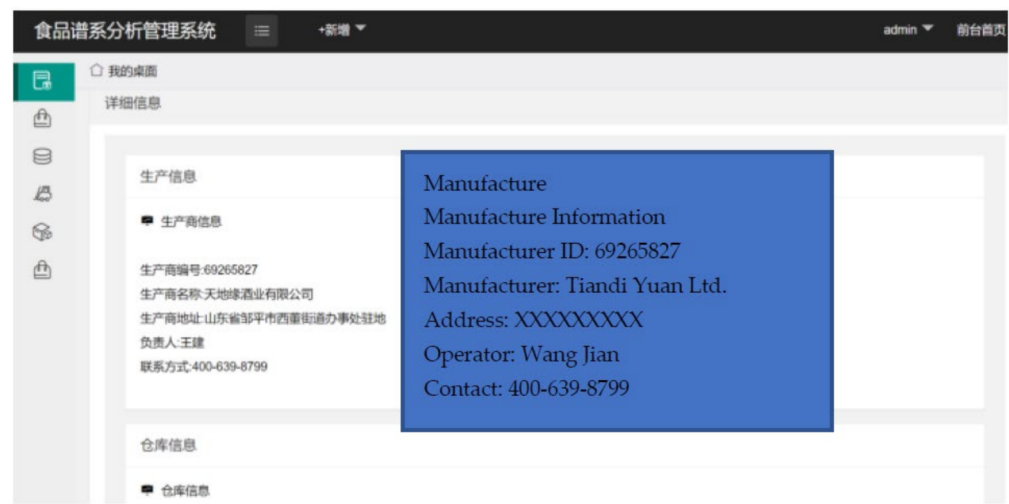 食品谱系分析管理系统 +新增 admin 前台首页
我的桌面
详细信息
生产信息
生产商信息
生产商编号:69265827
生产商名称:天地缘酒业有限公司
生产商地址:山东省邹平市西董街道办事处驻地
负责人:王建
联系方式:400-639-8799
Manufacture
Manufacture Information
Manufacturer ID: 69265827
Manufacturer: Tiandi Yuan Ltd.
Address: XXXXXXXXX
Operator: Wang Jian
Contact: 400-639-8799
仓库信息
仓库信息